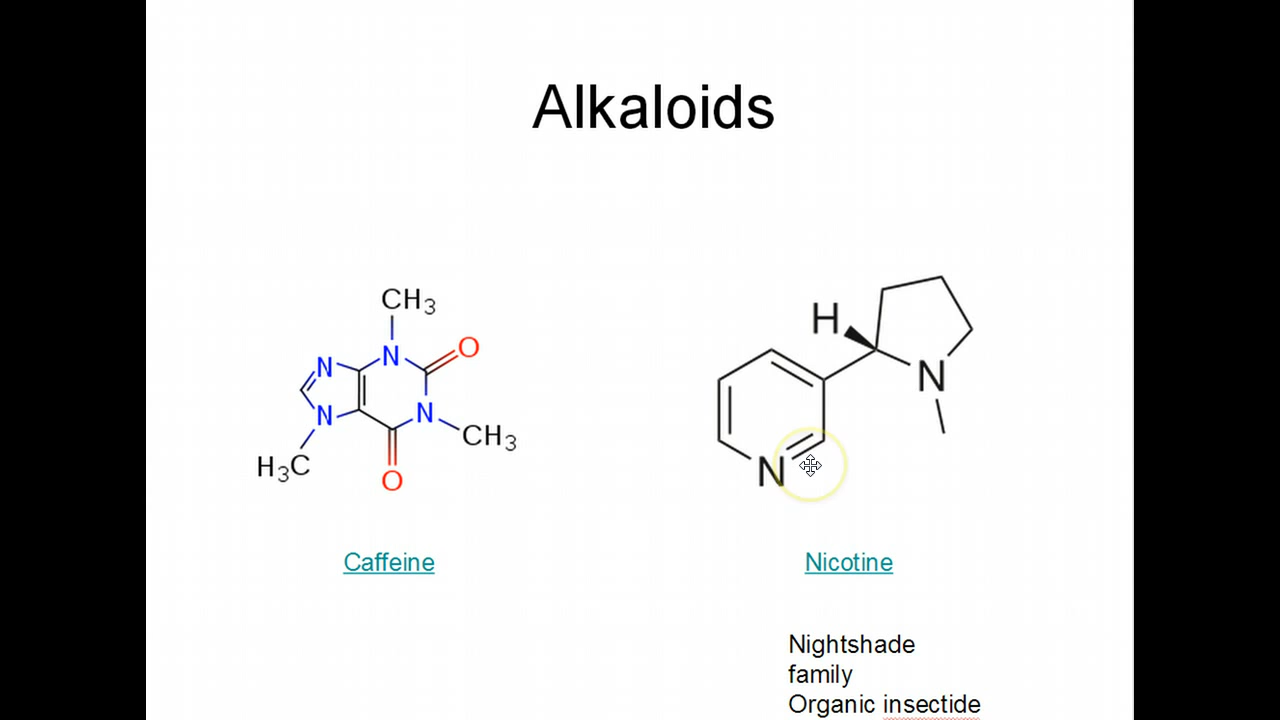 Alkaloids
CH3
N
O
N
N
N
CH3
H3C
O
H
N
N
Caffeine
Nicotine
Nightshade
family
Organic insectide